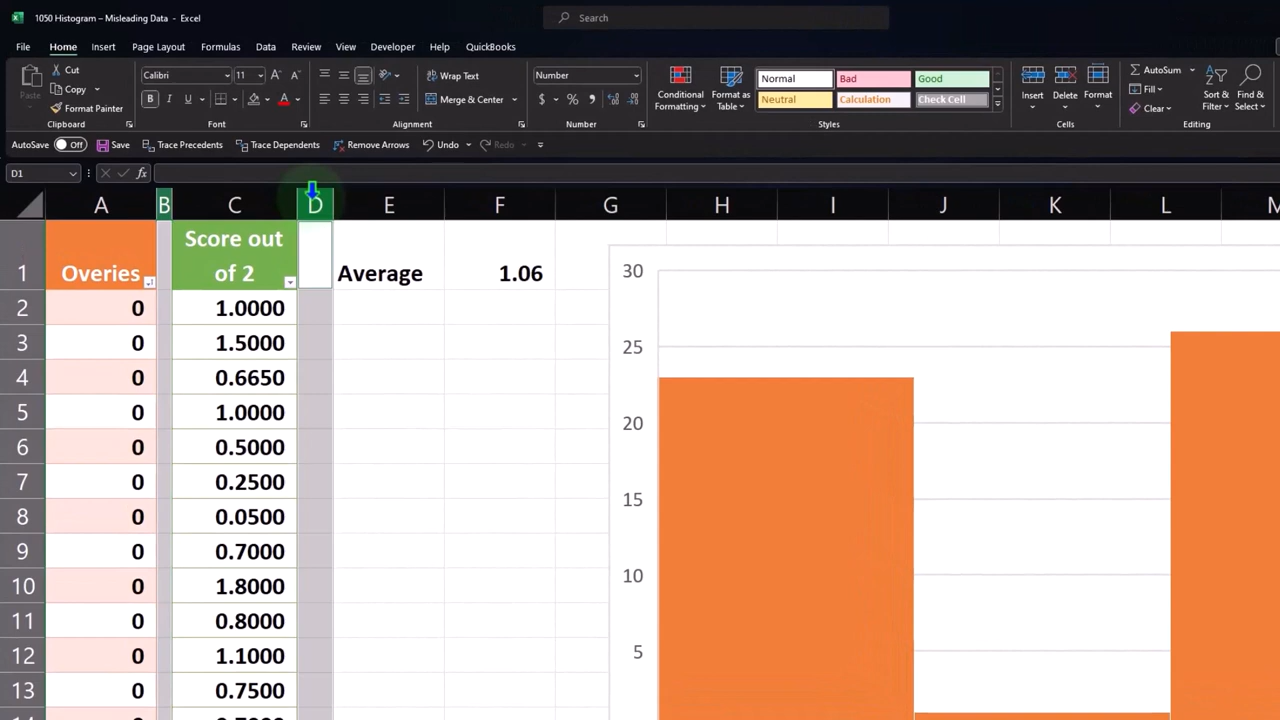 1050 Histogram – Misleading Data - Excel
Search
File Home Insert Page Layout Formulas Data Review View Developer Help QuickBooks
Paste
Cut
Copy
Format Painter
Clipboard
Calibri 11
B I U
Font
Wrap Text
Merge & Center
Alignment
Number
$ % ,
Number
Conditional Formatting
Format as Table
Normal Bad Good
Neutral Calculation Check Cell
Styles
Insert Delete Format
Cells
AutoSum
Fill
Clear
Sort & Filter
Find & Select
Editing
AutoSave Off Save Trace Precedents Trace Dependents Remove Arrows Undo Redo
D1 fx
A B C D E F G H I J K L M
1 Overies Score out of 2 Average 1.06
2 0 1.0000
3 0 1.5000
4 0 0.6650
5 0 1.0000
6 0 0.5000
7 0 0.2500
8 0 0.0500
9 0 0.7000
10 0 1.8000
11 0 0.8000
12 0 1.1000
13 0 0.7500
30
25
20
15
10
5